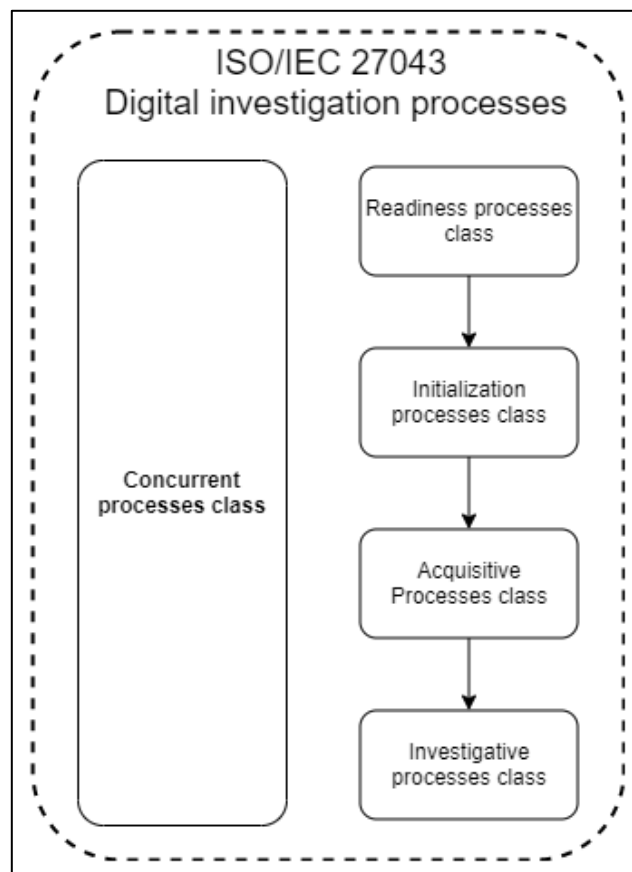 ISO/IEC 27043
Digital investigation processes
Concurrent
processes class
Readiness processes
class
Initialization
processes class
Acquisitive
Processes class
Investigative
processes class